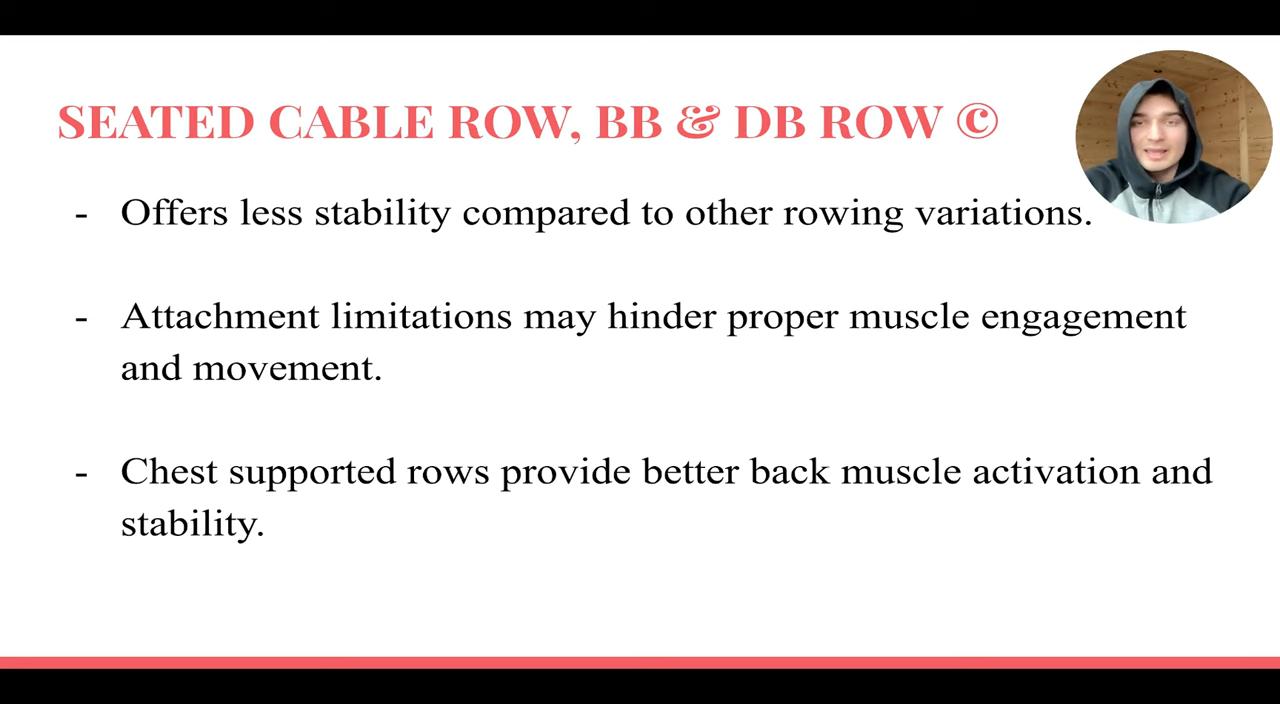 SEATED CABLE ROW, BB & DB ROW ©
- Offers less stability compared to other rowing variations.
- Attachment limitations may hinder proper muscle engagement
and movement.
- Chest supported rows provide better back muscle activation and
stability.